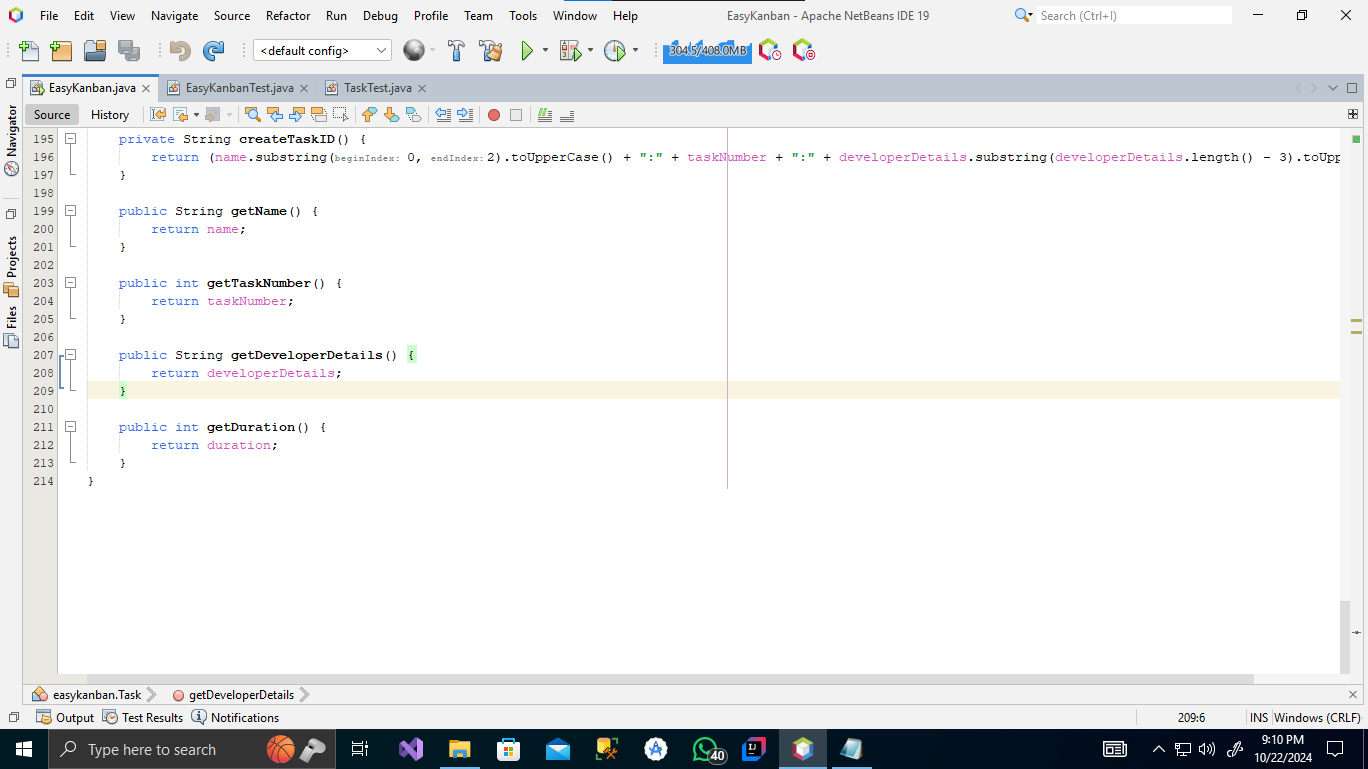 File Edit View Navigate Source Refactor Run Debug Profile Team Tools Window Help EasyKanban - Apache NetBeans IDE 19 Search (Ctrl+I)
<default config> 304.5/408.0MB
EasyKanban.java EasyKanbanTest.java TaskTest.java
Source History
Navigator
Projects
Files
195 private String createTaskID() {
196 return (name.substring(beginIndex: 0, endIndex: 2).toUpperCase() + ":" + taskNumber + ":" + developerDetails.substring(developerDetails.length() - 3).toUpp
197 }
198
199 public String getName() {
200 return name;
201 }
202
203 public int getTaskNumber() {
204 return taskNumber;
205 }
206
207 public String getDeveloperDetails() {
208 return developerDetails;
209 }
210
211 public int getDuration() {
212 return duration;
213 }
214 }
easykanban.Task getDeveloperDetails
Output Test Results Notifications 209:6 INS Windows (CRLF)
Type here to search 40 9:10 PM
10/22/2024